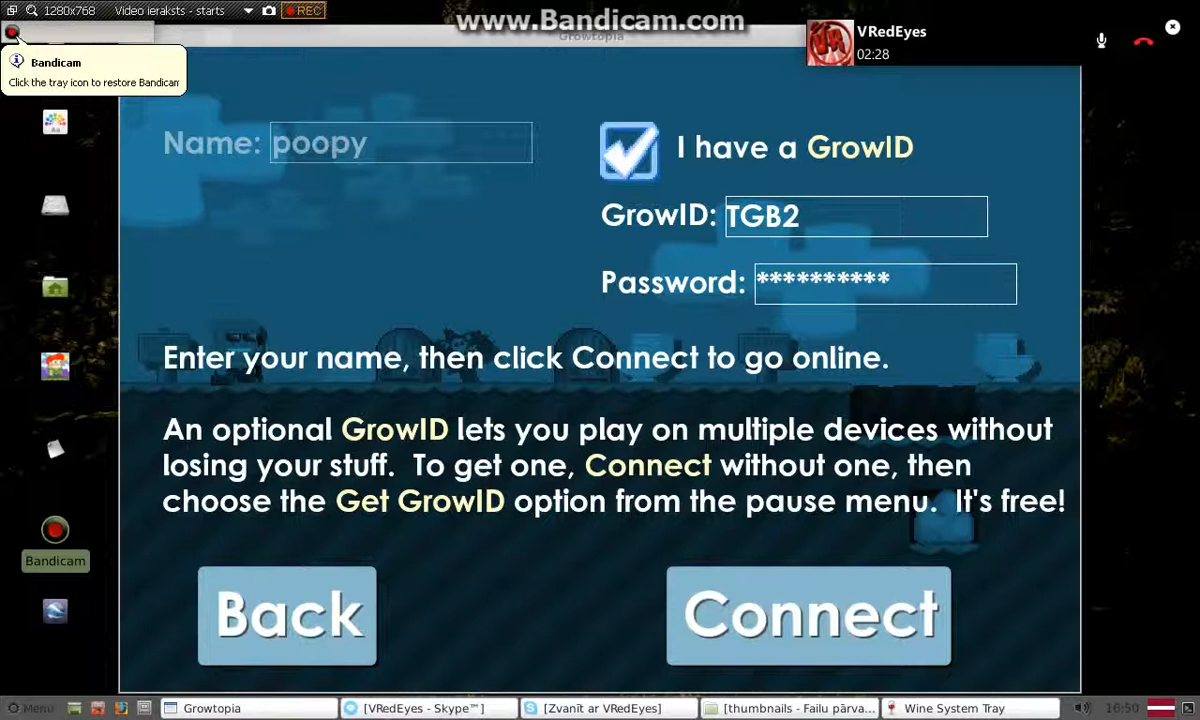 1280x768 Video ieraksts - starts REC
www.Bandicam.com
Growtopia
VRedEyes
02:28
Bandicam
Click the tray icon to restore Bandicam
Name: poopy
I have a GrowID
GrowID: TGB2
Password: **********
Enter your name, then click Connect to go online.
An optional GrowID lets you play on multiple devices without
losing your stuff. To get one, Connect without one, then
choose the Get GrowID option from the pause menu. It's free!
Bandicam
Back
Connect
Menu
Growtopia
[VRedEyes - Skype™]
[Zvanīt ar VRedEyes]
[thumbnails - Failu pārva...
Wine System Tray
16:50